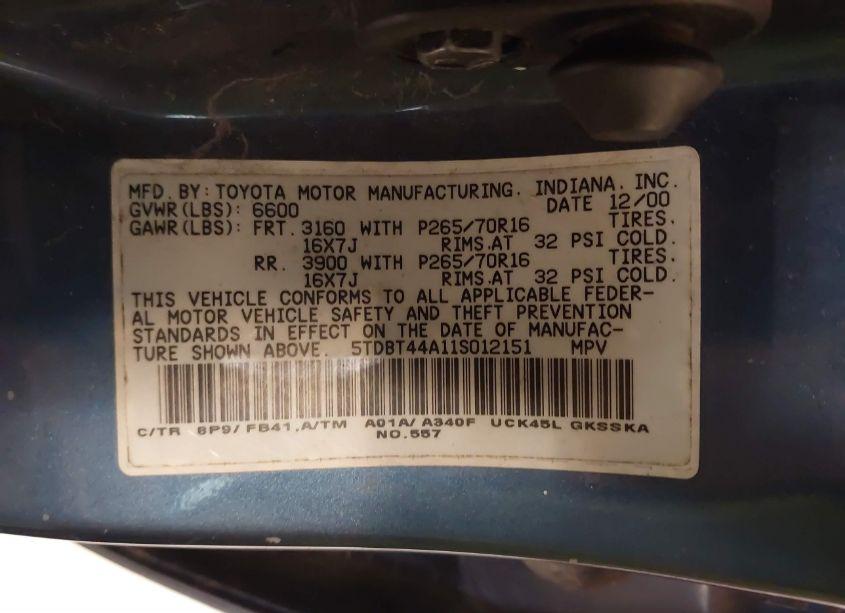 MFD. BY: TOYOTA MOTOR MANUFACTURING, INDIANA, INC.
GVWR(LBS): 6600 DATE 12/00
GAWR(LBS): FRT. 3160 WITH P265/70R16 TIRES.
16X7J RIMS.AT 32 PSI COLD.
RR. 3900 WITH P265/70R16 TIRES.
16X7J RIMS.AT 32 PSI COLD.
THIS VEHICLE CONFORMS TO ALL APPLICABLE FEDER-
AL MOTOR VEHICLE SAFETY AND THEFT PREVENTION
STANDARDS IN EFFECT ON THE DATE OF MANUFAC-
TURE SHOWN ABOVE. 5TDBT44A11S012151 MPV
C/TR 8P9/FB41,A/TM A01A/A340F UCK45L GKSSKA
NO.557